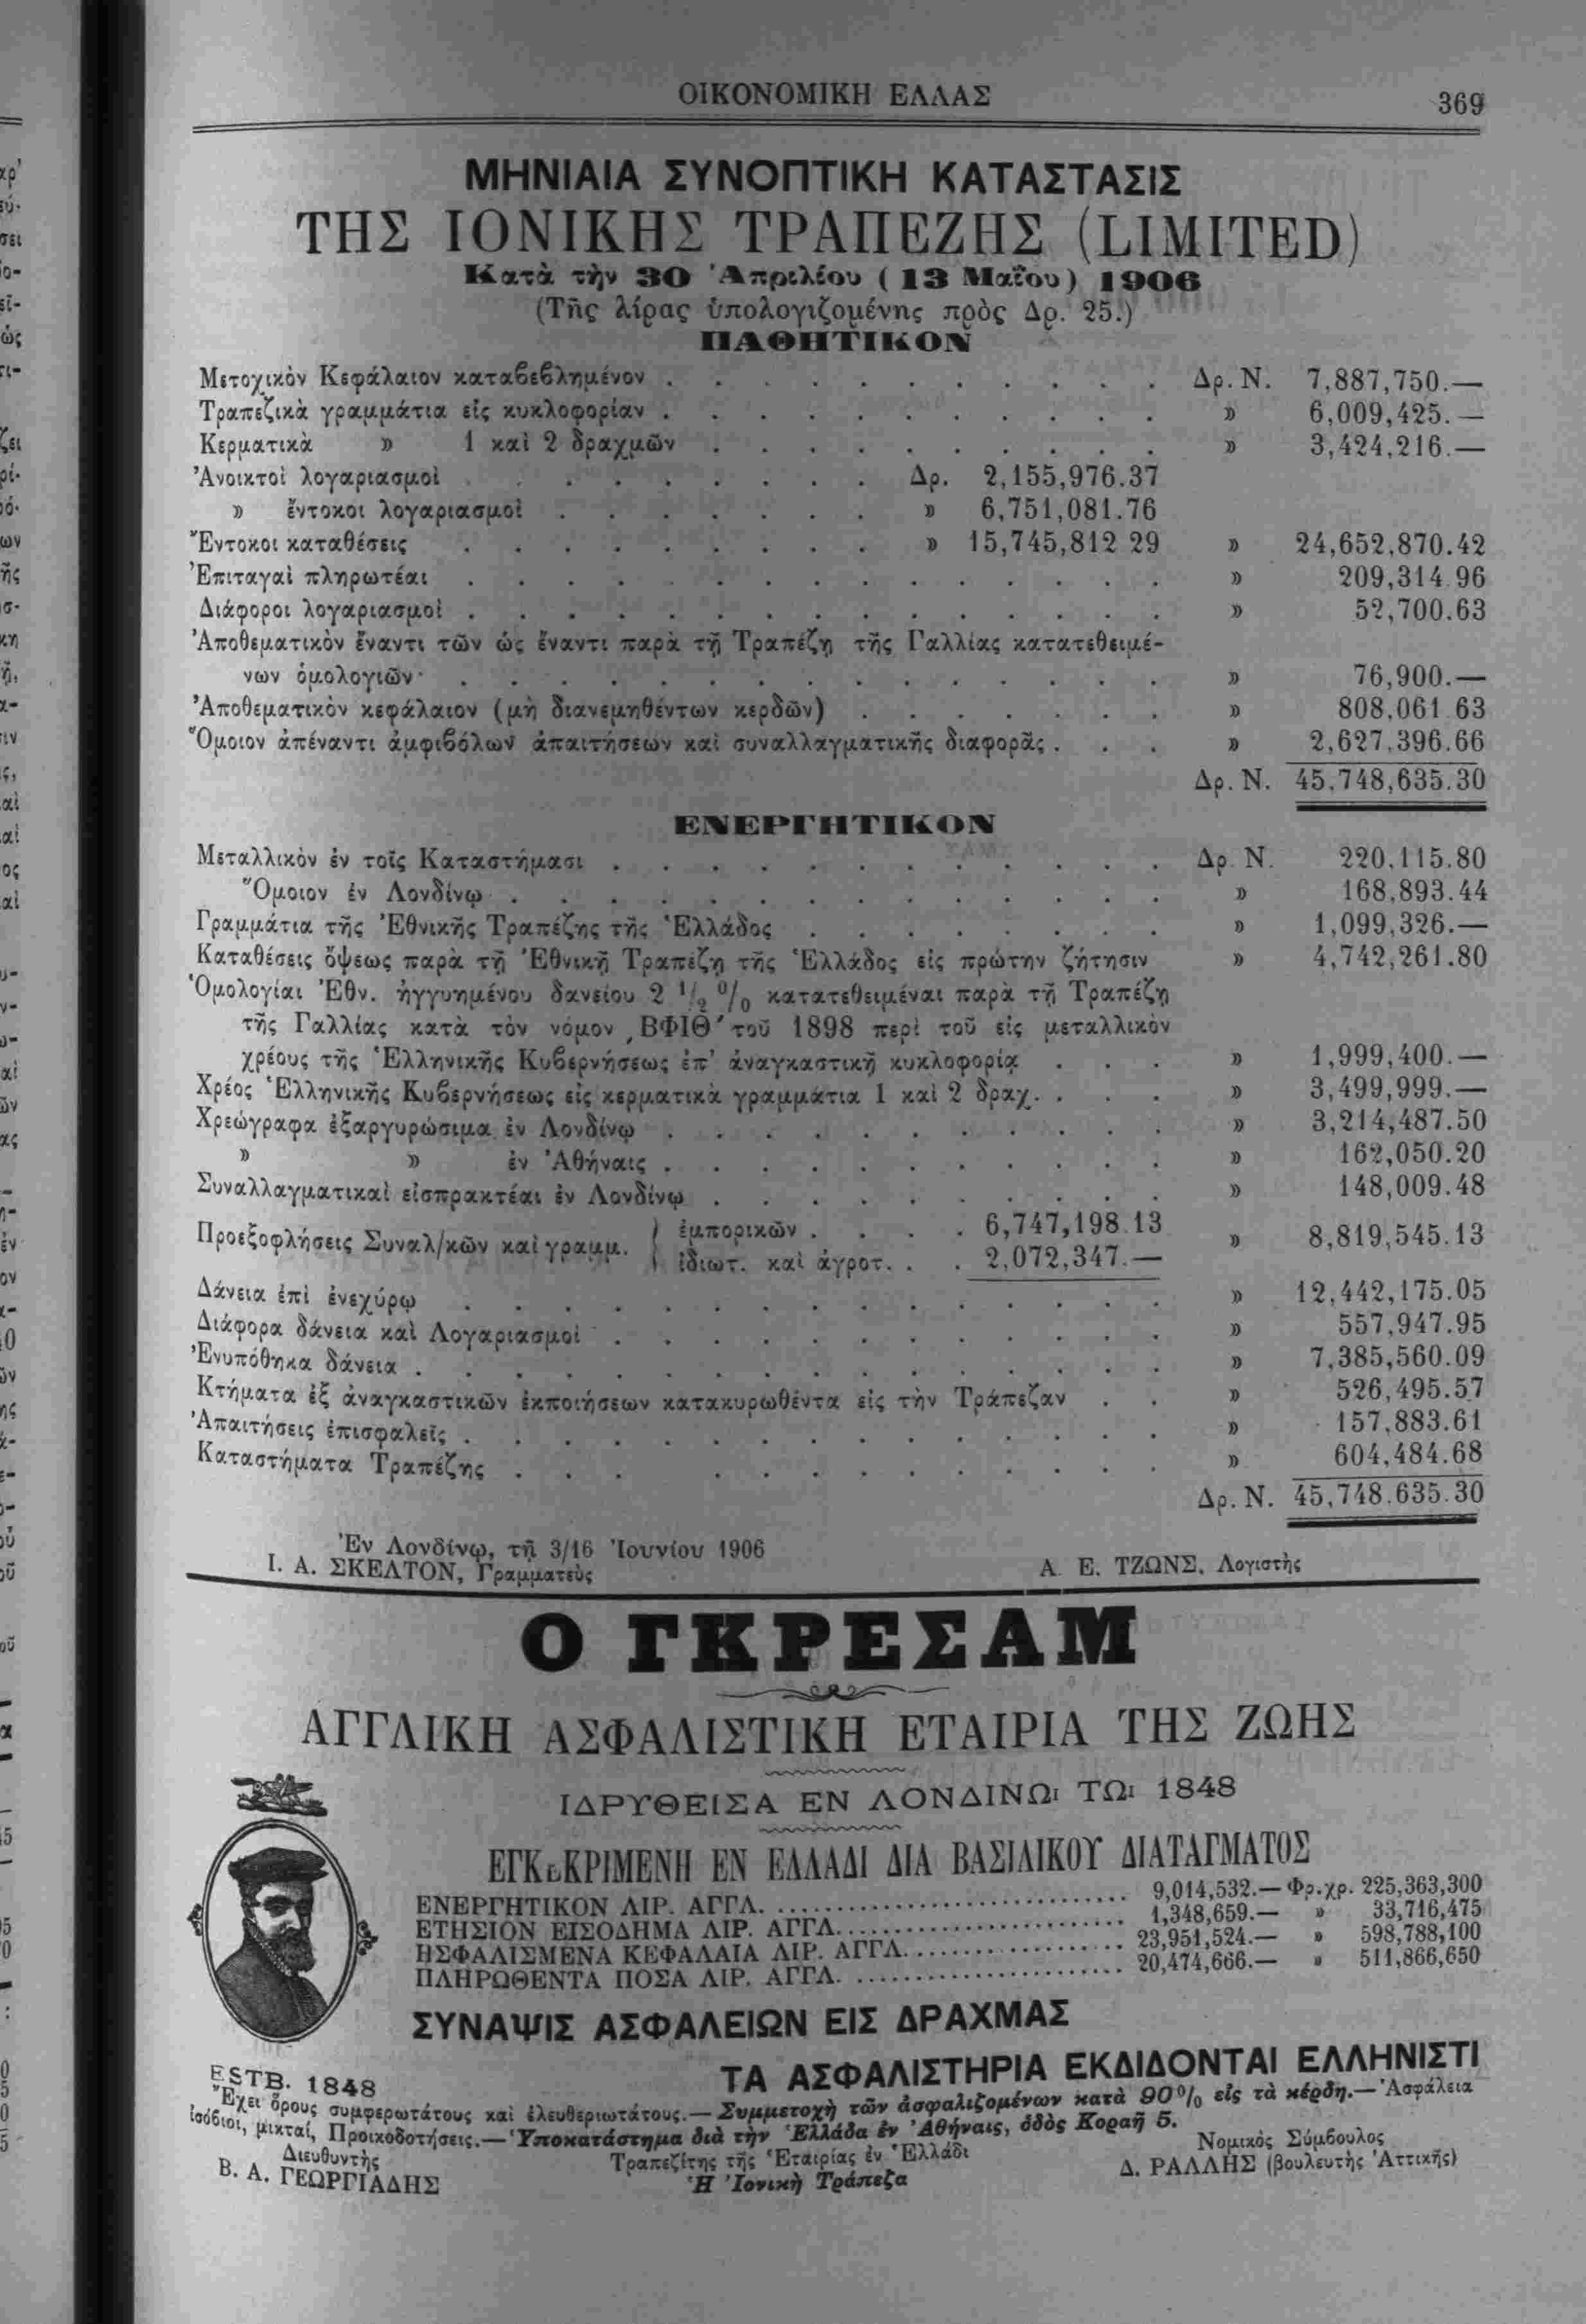 ΟΙΚΟΝΟΜΙΚΗ ΕΛΛΑΣ 369
ΜΗΝΙΑΙΑ ΣΥΝΟΠΤΙΚΗ ΚΑΤΑΣΤΑΣΙΣ
ΤΗΣ ΙΟΝΙΚΗΣ ΤΡΑΠΕΖΗΣ (LIMITED)
Κατὰ τὴν 30 Ἀπριλίου (13 Μαΐου) 1906
(Τῆς λίρας ὑπολογιζομένης πρὸς Δρ. 25.)
ΠΑΘΗΤΙΚΟΝ
Μετοχικὸν Κεφάλαιον καταβεβλημένον . . . Δρ. Ν. 7,887,750.—
Τραπεζικὰ γραμμάτια εἰς κυκλοφορίαν . . . » 6,009,425.—
Κερματικὰ » 1 καὶ 2 δραχμῶν . . . » 3,424,216.—
Ἀνοικτοὶ λογαριασμοὶ . . . Δρ. 2,155,976.37
» ἔντοκοι λογαριασμοὶ . . . » 6,751,081.76
Ἔντοκοι καταθέσεις . . . » 15,745,812 29 » 24,652,870.42
Ἐπιταγαὶ πληρωτέαι . . . » 209,314 96
Διάφοροι λογαριασμοὶ . . . » 52,700.63
Ἀποθεματικὸν ἔναντι τῶν ὡς ἔναντι παρὰ τῇ Τραπέζῃ τῆς Γαλλίας κατατεθειμέ-
νων ὁμολογιῶν . . . » 76,900.—
Ἀποθεματικὸν κεφάλαιον (μὴ διανεμηθέντων κερδῶν) . . . » 808,061 63
Ὅμοιον ἀπέναντι ἀμφιβόλων ἀπαιτήσεων καὶ συναλλαγματικῆς διαφορᾶς . . . » 2,627,396.66
Δρ. Ν. 45,748,635.30
ΕΝΕΡΓΗΤΙΚΟΝ
Μεταλλικὸν ἐν τοῖς Καταστήμασι . . . Δρ Ν. 220,115.80
Ὅμοιον ἐν Λονδίνῳ . . . » 168,893.44
Γραμμάτια τῆς Ἐθνικῆς Τραπέζης τῆς Ἑλλάδος . . . » 1,099,326.—
Καταθέσεις ὄψεως παρὰ τῇ Ἐθνικῇ Τραπέζῃ τῆς Ἑλλάδος εἰς πρώτην ζήτησιν » 4,742,261.80
Ὁμολογίαι Ἐθν. ἠγγυημένου δανείου 2 1/2 0/0 κατατεθειμέναι παρὰ τῇ Τραπέζῃ
τῆς Γαλλίας κατὰ τὸν νόμον ͵ΒΦΙΘ΄ τοῦ 1898 περὶ τοῦ εἰς μεταλλικὸν
χρέους τῆς Ἑλληνικῆς Κυβερνήσεως ἐπ' ἀναγκαστικῇ κυκλοφορίᾳ . . . » 1,999,400.—
Χρέος Ἑλληνικῆς Κυβερνήσεως εἰς κερματικὰ γραμμάτια 1 καὶ 2 δραχ. . . . » 3,499,999.—
Χρεώγραφα ἐξαργυρώσιμα ἐν Λονδίνῳ . . . » 3,214,487.50
» » ἐν Ἀθήναις . . . » 162,050.20
Συναλλαγματικαὶ εἰσπρακτέαι ἐν Λονδίνῳ . . . » 148,009.48
Προεξοφλήσεις Συναλ/κῶν καὶ γραμμ. { ἐμπορικῶν . . . 6,747,198 13 » 8,819,545.13
ἰδιωτ. καὶ ἀγροτ. . . 2,072,347.—
Δάνεια ἐπὶ ἐνεχύρῳ . . . » 12,442,175.05
Διάφορα δάνεια καὶ Λογαριασμοὶ . . . » 557,947.95
Ἐνυπόθηκα δάνεια . . . » 7,385,560.09
Κτήματα ἐξ ἀναγκαστικῶν ἐκποιήσεων κατακυρωθέντα εἰς τὴν Τράπεζαν . . » 526,495.57
Ἀπαιτήσεις ἐπισφαλεῖς . . . » 157,883.61
Καταστήματα Τραπέζης . . . » 604,484.68
Δρ. Ν. 45,748.635.30
Ἐν Λονδίνῳ, τῇ 3/16 Ἰουνίου 1906
Ι. Α. ΣΚΕΛΤΟΝ, Γραμματεὺς Α. Ε. ΤΖΩΝΣ, Λογιστὴς
Ο ΓΚΡΕΣΑΜ
ΑΓΓΛΙΚΗ ΑΣΦΑΛΙΣΤΙΚΗ ΕΤΑΙΡΙΑ ΤΗΣ ΖΩΗΣ
ΙΔΡΥΘΕΙΣΑ ΕΝ ΛΟΝΔΙΝΩι ΤΩι 1848
ΕΓΚεΚΡΙΜΕΝΗ ΕΝ ΕΛΛΑΔΙ ΔΙΑ ΒΑΣΙΛΙΚΟΥ ΔΙΑΤΑΓΜΑΤΟΣ
ΕΝΕΡΓΗΤΙΚΟΝ ΛΙΡ. ΑΓΓΛ. . . . 9,014,532.— Φρ.χρ. 225,363,300
ΕΤΗΣΙΟΝ ΕΙΣΟΔΗΜΑ ΛΙΡ. ΑΓΓΛ. . . . 1,348,659.— » 33,716,475
ΗΣΦΑΛΙΣΜΕΝΑ ΚΕΦΑΛΑΙΑ ΛΙΡ. ΑΓΓΛ. . . . 23,951,524.— » 598,788,100
ΠΛΗΡΩΘΕΝΤΑ ΠΟΣΑ ΛΙΡ. ΑΓΓΛ. . . . 20,474,666.— » 511,866,650
ΣΥΝΑΨΙΣ ΑΣΦΑΛΕΙΩΝ ΕΙΣ ΔΡΑΧΜΑΣ
ΤΑ ΑΣΦΑΛΙΣΤΗΡΙΑ ΕΚΔΙΔΟΝΤΑΙ ΕΛΛΗΝΙΣΤΙ
ESTB. 1848
Ἔχει ὅρους συμφερωτάτους καὶ ἐλευθεριωτάτους.— Συμμετοχὴ τῶν ἀσφαλιζομένων κατὰ 90 0/0 εἰς τὰ κέρδη.— Ἀσφάλεια
ἰσόβιοι, μικταί, Προικοδοτήσεις.— Ὑποκατάστημα διὰ τὴν Ἑλλάδα ἐν Ἀθήναις, ὁδὸς Κοραῆ 5.
Διευθυντὴς Τραπεζίτης τῆς Ἑταιρίας ἐν Ἑλλάδι Νομικὸς Σύμβουλος
Β. Α. ΓΕΩΡΓΙΑΔΗΣ Ἡ Ἰονικὴ Τράπεζα Δ. ΡΑΛΛΗΣ (βουλευτὴς Ἀττικῆς)